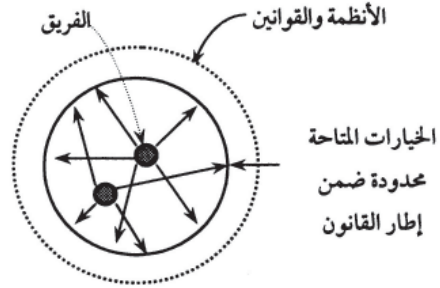 الأنظمة والقوانين
الفريق
الخيارات المتاحة
محدودة ضمن
إطار القانون